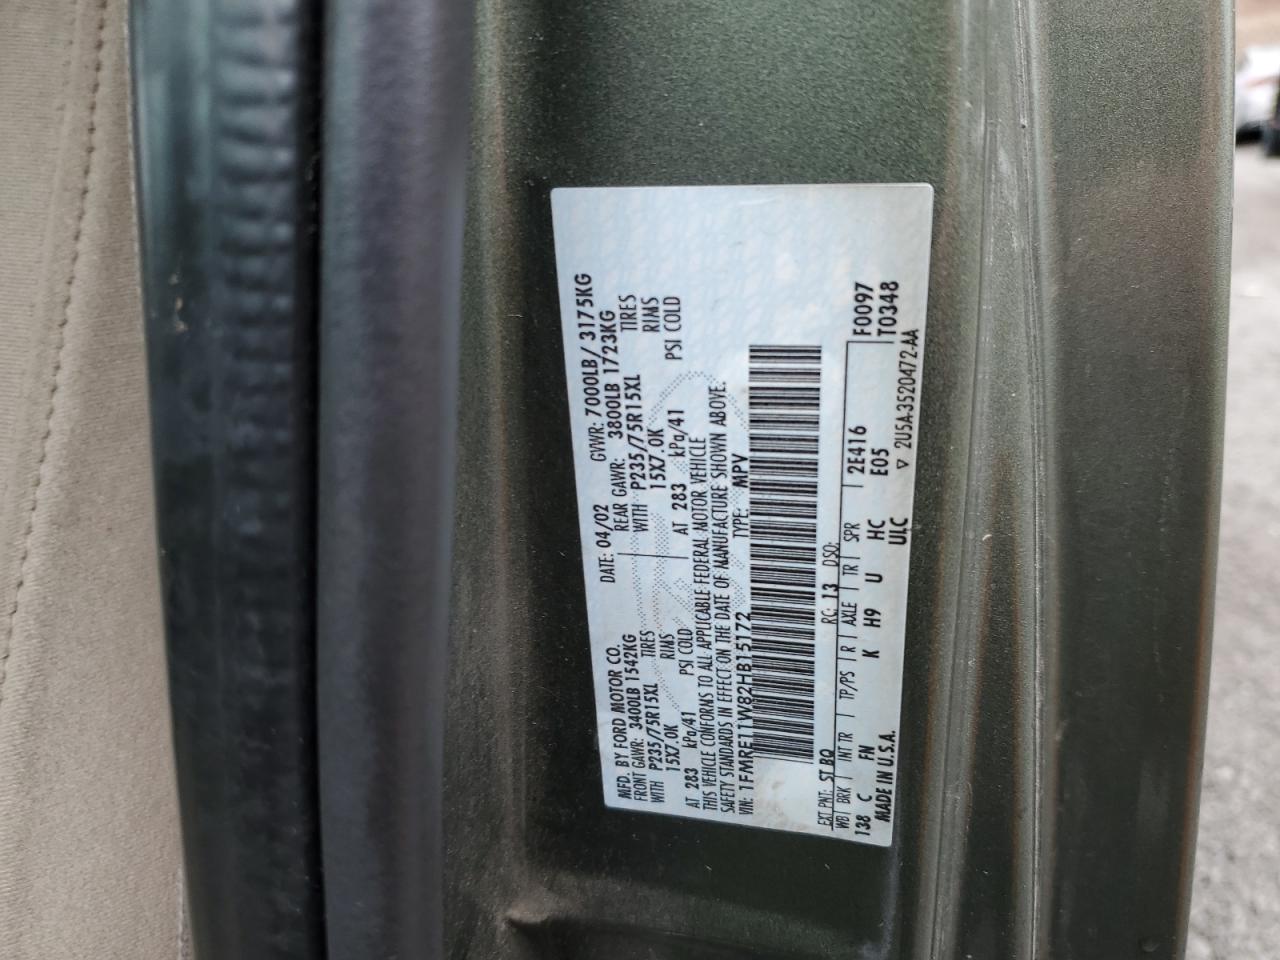 MFD. BY FORD MOTOR CO.
DATE: 04/02 GVWR: 7000LB/ 3175KG
FRONT GAWR: 3400LB 1542KG REAR GAWR: 3800LB 1723KG
WITH P235/75R15XL TIRES WITH P235/75R15XL TIRES
15X7.0K RIMS 15X7.0K RIMS
AT 283 kPa/41 PSI COLD AT 283 kPa/41 PSI COLD
THIS VEHICLE CONFORMS TO ALL APPLICABLE FEDERAL MOTOR VEHICLE
SAFETY STANDARDS IN EFFECT ON THE DATE OF MANUFACTURE SHOWN ABOVE.
VIN: 1FMRE11W82HB15172 TYPE: MPV
EXT PNT: ST BQ RC: 13 DSO: F0097
WB BRK INT TR TP/PS R AXLE TR SPR 2E416 T0348
138 C FN K H9 U HC E05
MADE IN U.S.A. UIC ▽ 2U5A3520472-AA